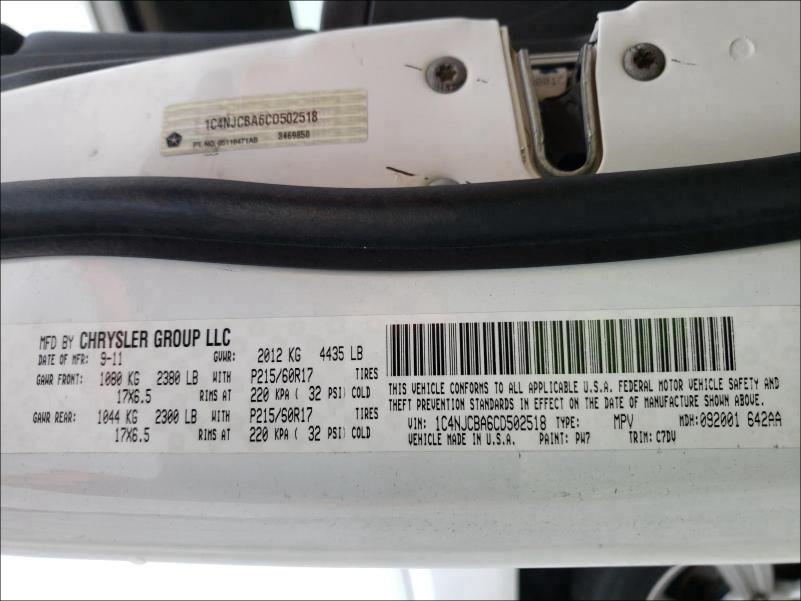 1C4NJCBA6CD502518
PT. NO. 05116471AB 3469850
MFD BY CHRYSLER GROUP LLC
DATE OF MFR: 9-11 GVWR: 2012 KG 4435 LB
GAWR FRONT: 1080 KG 2380 LB WITH P215/60R17 TIRES
17X6.5 RIMS AT 220 KPA ( 32 PSI) COLD
GAWR REAR: 1044 KG 2300 LB WITH P215/60R17 TIRES
17X6.5 RIMS AT 220 KPA ( 32 PSI) COLD
THIS VEHICLE CONFORMS TO ALL APPLICABLE U.S.A. FEDERAL MOTOR VEHICLE SAFETY AND
THEFT PREVENTION STANDARDS IN EFFECT ON THE DATE OF MANUFACTURE SHOWN ABOVE.
VIN: 1C4NJCBA6CD502518 TYPE: MPV MDH: 092001 642AA
VEHICLE MADE IN U.S.A. PAINT: PW7 TRIM: C7DV